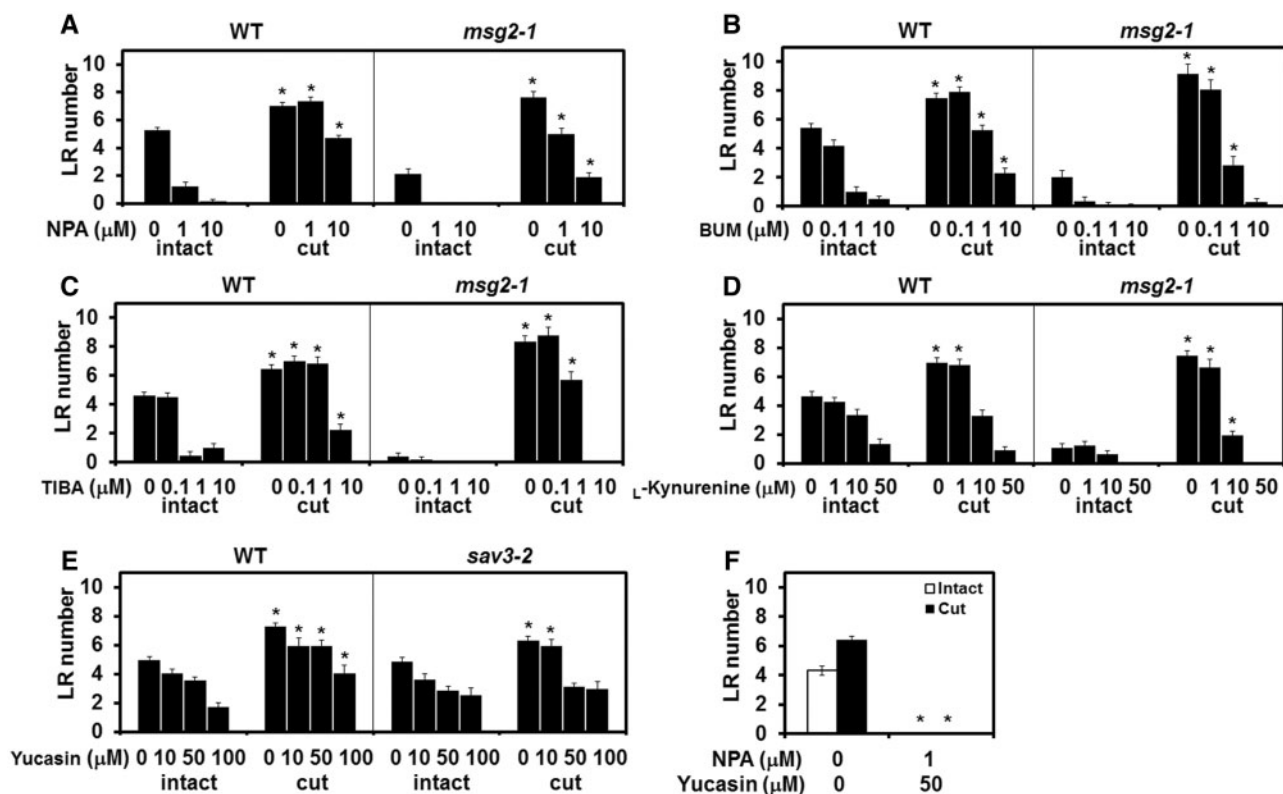 A
WT
msg2-1
LR number
10
8
6
4
2
0
* * * * * *
NPA (μM) 0 1 10 0 1 10 0 1 10 0 1 10
intact cut intact cut
B
WT
msg2-1
LR number
10
8
6
4
2
0
* * * * * * *
BUM (μM) 0 0.1 1 10 0 0.1 1 10 0 0.1 1 10 0 0.1 1 10
intact cut intact cut
C
WT
msg2-1
LR number
10
8
6
4
2
0
* * * * * * *
TIBA (μM) 0 0.1 1 10 0 0.1 1 10 0 0.1 1 10 0 0.1 1 10
intact cut intact cut
D
WT
msg2-1
LR number
10
8
6
4
2
0
* * * * *
L-Kynurenine (μM) 0 1 10 50 0 1 10 50 0 1 10 50 0 1 10 50
intact cut intact cut
E
WT
sav3-2
LR number
10
8
6
4
2
0
* * * * * *
Yucasin (μM) 0 10 50 100 0 10 50 100 0 10 50 100 0 10 50 100
intact cut intact cut
F
Intact
Cut
LR number
10
8
6
4
2
0
* *
NPA (μM) 0 1
Yucasin (μM) 0 50